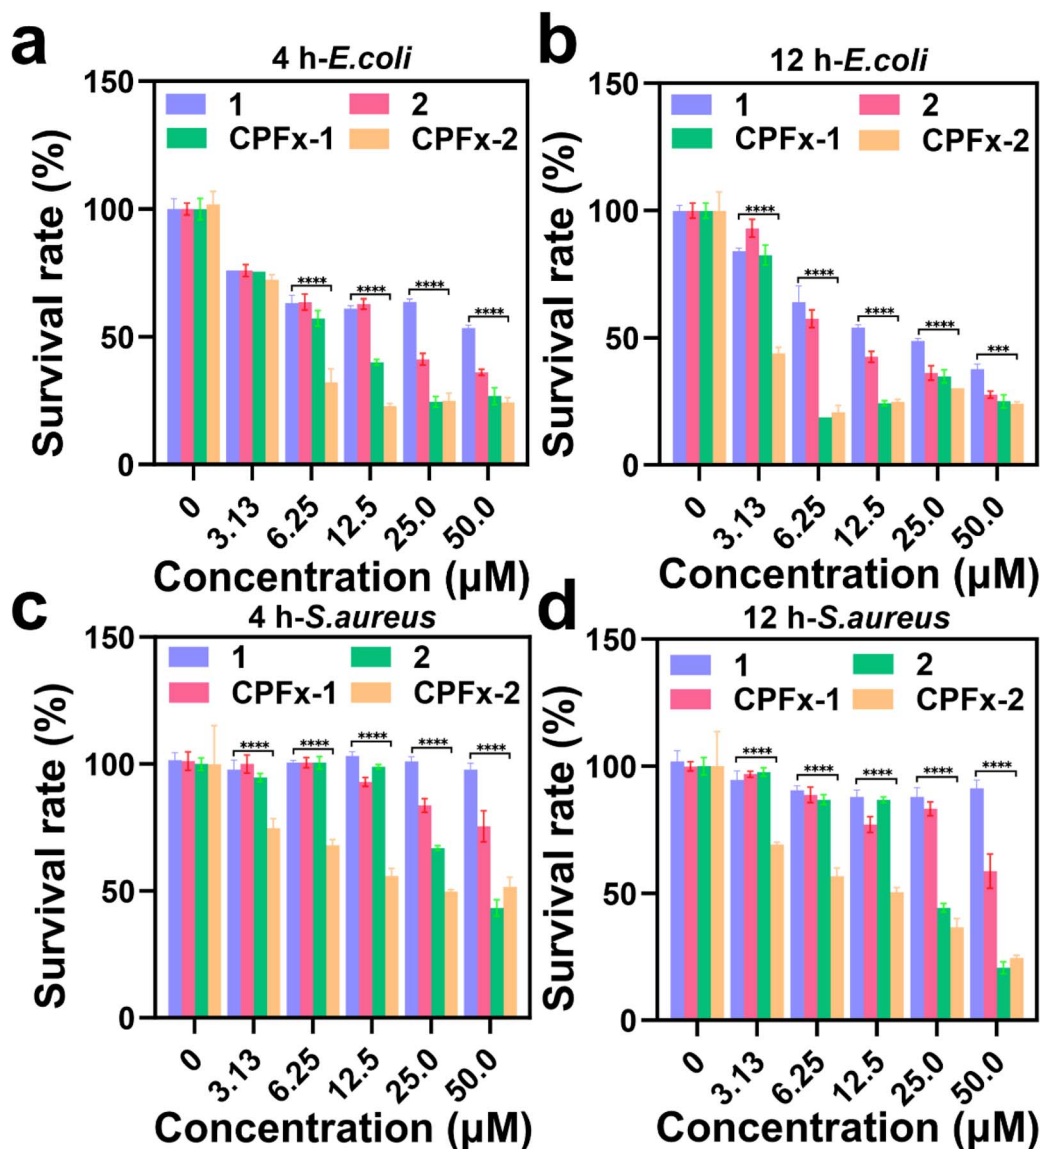 a
4 h-E.coli
Survival rate (%)
150
100
50
0
1
2
CPFx-1
CPFx-2
****
****
****
****
0
3.13
6.25
12.5
25.0
50.0
Concentration (µM)
b
12 h-E.coli
Survival rate (%)
150
100
50
0
1
2
CPFx-1
CPFx-2
****
****
****
****
***
0
3.13
6.25
12.5
25.0
50.0
Concentration (µM)
c
4 h-S.aureus
Survival rate (%)
150
100
50
0
1
2
CPFx-1
CPFx-2
****
****
****
****
****
0
3.13
6.25
12.5
25.0
50.0
Concentration (µM)
d
12 h-S.aureus
Survival rate (%)
150
100
50
0
1
2
CPFx-1
CPFx-2
****
****
****
****
****
0
3.13
6.25
12.5
25.0
50.0
Concentration (µM)